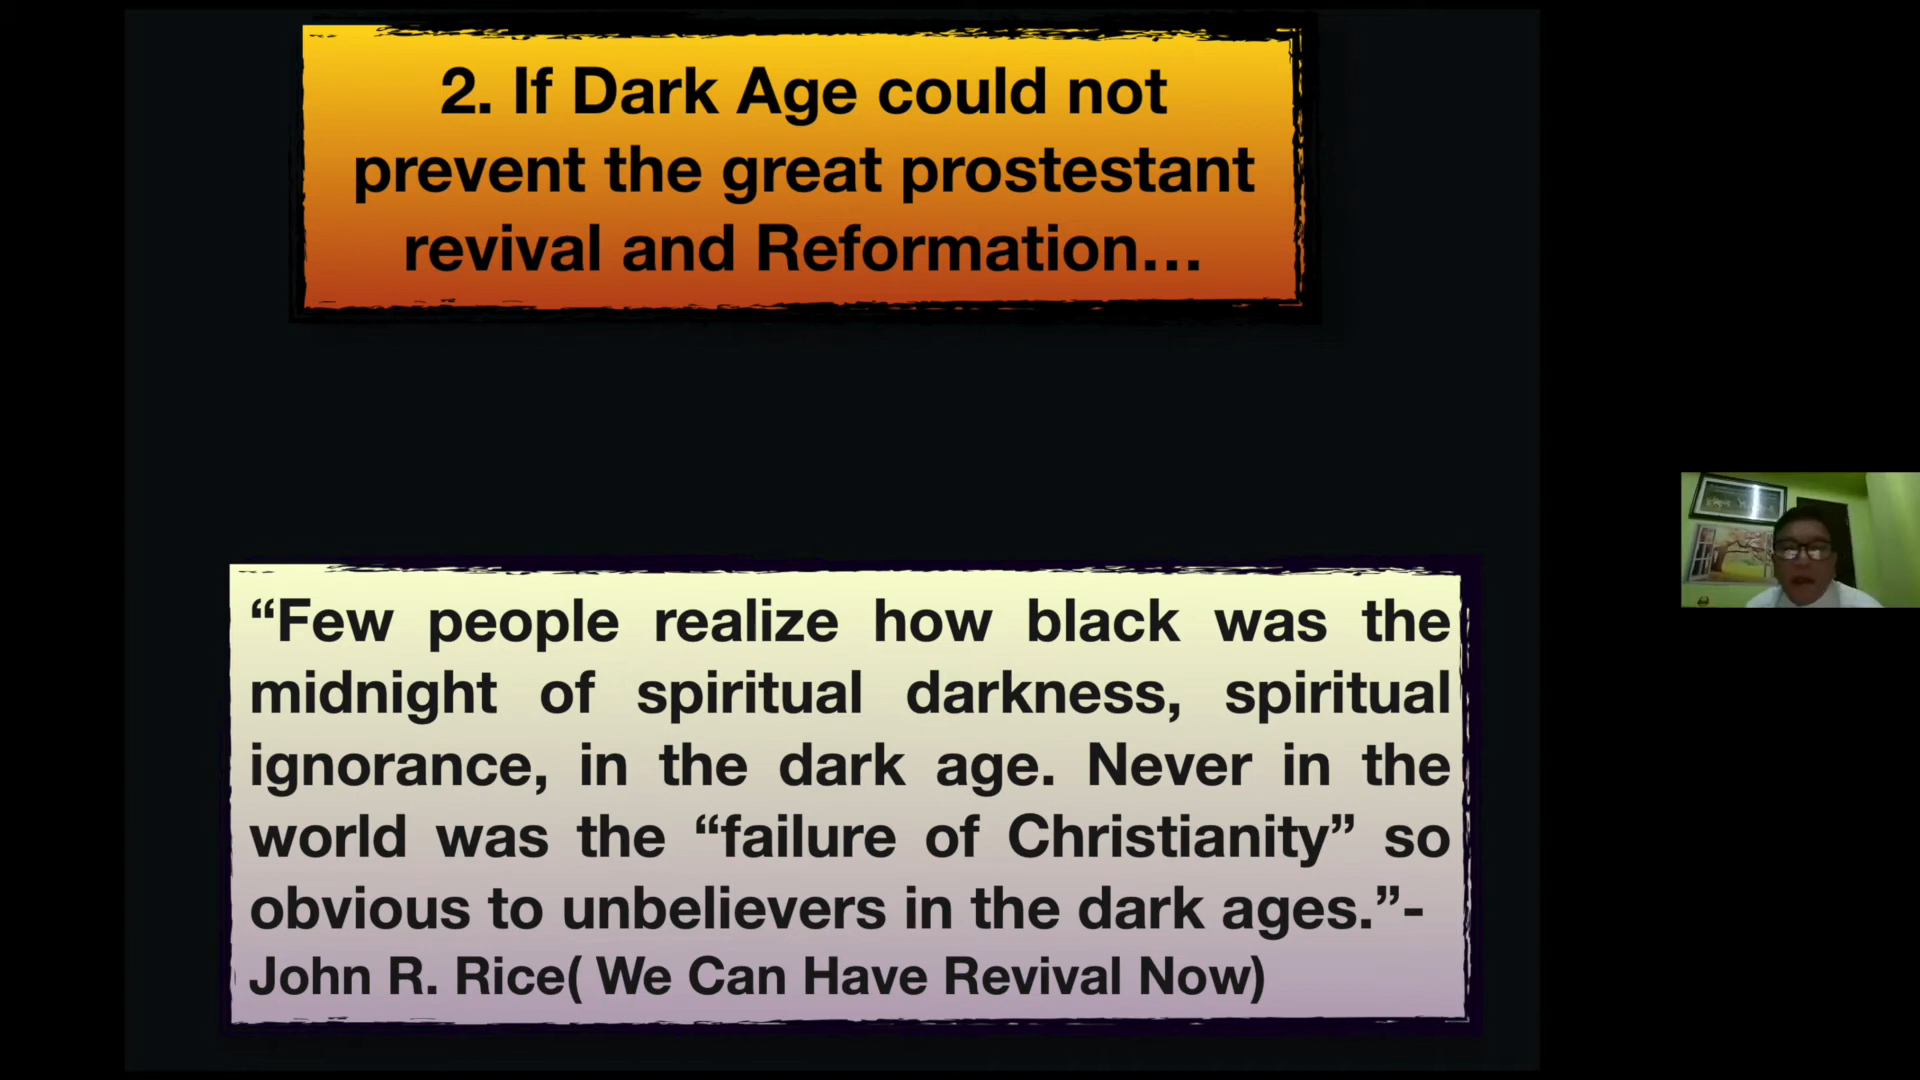 2. If Dark Age could not
prevent the great prostestant
revival and Reformation…
“Few people realize how black was the
midnight of spiritual darkness, spiritual
ignorance, in the dark age. Never in the
world was the “failure of Christianity” so
obvious to unbelievers in the dark ages.”-
John R. Rice( We Can Have Revival Now)